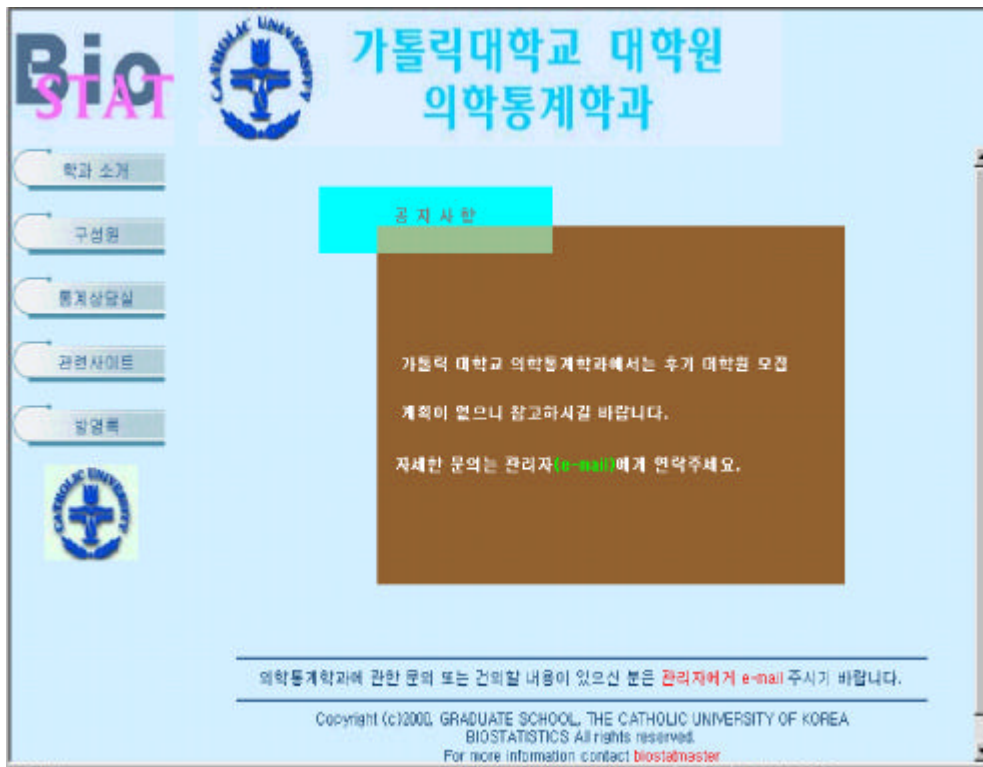 Bio
STAT
CATHOLIC UNIVERSITY
가톨릭대학교 대학원
의학통계학과
학과 소개
구성원
통계상담실
관련사이트
방명록
CATHOLIC UNIVERSITY
공 지 사 항
가톨릭 대학교 의학통계학과에서는 후기 대학원 모집
계획이 없으니 참고하시길 바랍니다.
자세한 문의는 관리자(e-mail)에게 연락주세요.
의학통계학과에 관한 문의 또는 건의할 내용이 있으신 분은 관리자에게 e-mail 주시기 바랍니다.
Copyright (c)2000, GRADUATE SCHOOL, THE CATHOLIC UNIVERSITY OF KOREA
BIOSTATISTICS All rights reserved.
For more information contact biostatmaster